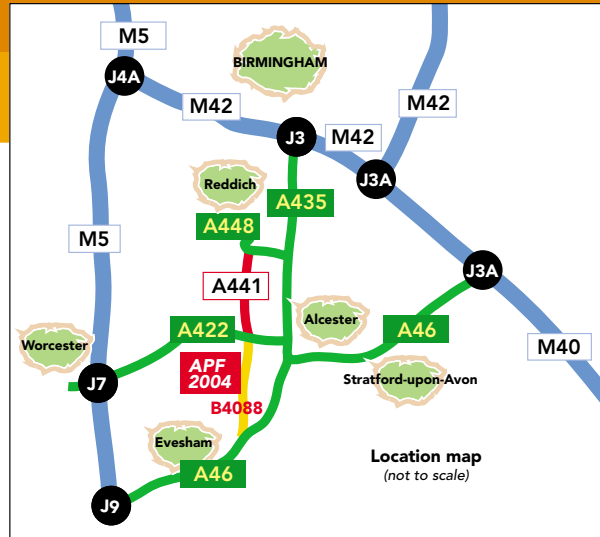 M5
J4A
BIRMINGHAM
M42
M42
J3
M42
J3A
Reddich
A435
A448
M5
J3A
A441
Alcester
A422
A46
Worcester
M40
APF
2004
J7
Stratford-upon-Avon
B4088
Evesham
Location map
(not to scale)
A46
J9